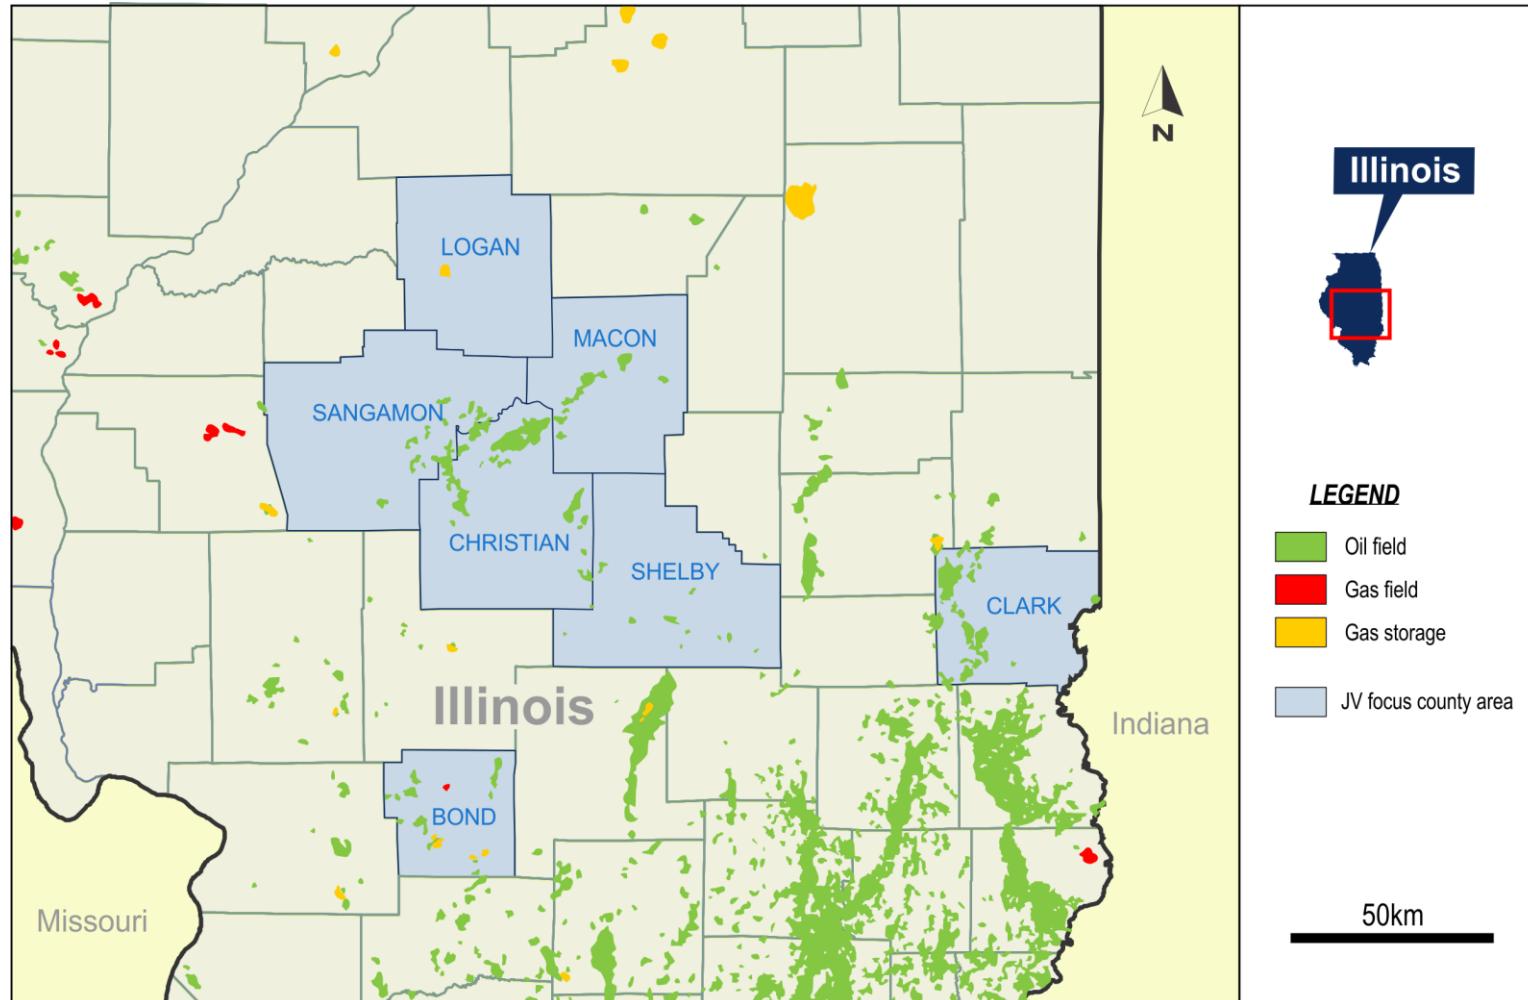 N
Illinois
LOGAN
MACON
SANGAMON
CHRISTIAN
SHELBY
CLARK
Illinois
BOND
Indiana
Missouri
LEGEND
Oil field
Gas field
Gas storage
JV focus county area
50km